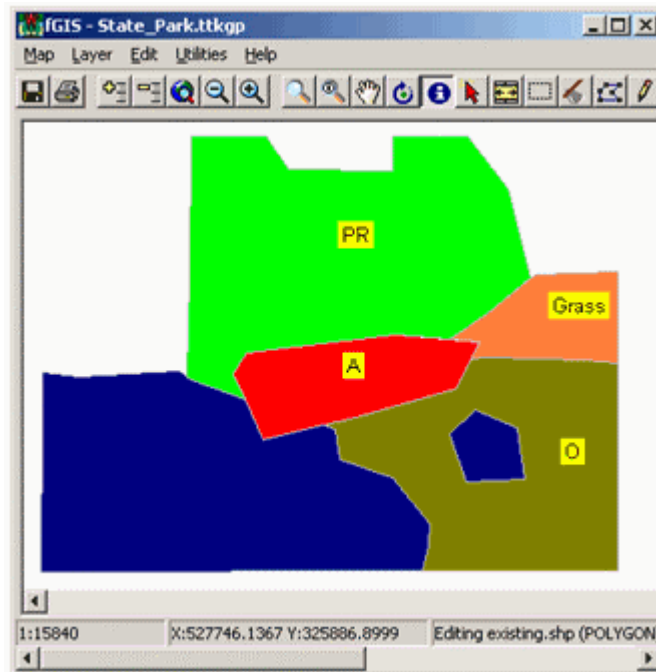 fGIS - State_Park.ttkgp
Map Layer Edit Utilities Help
PR
Grass
A
O
1:15840 X:527746.1367 Y:325886.8999 Editing existing.shp (POLYGON